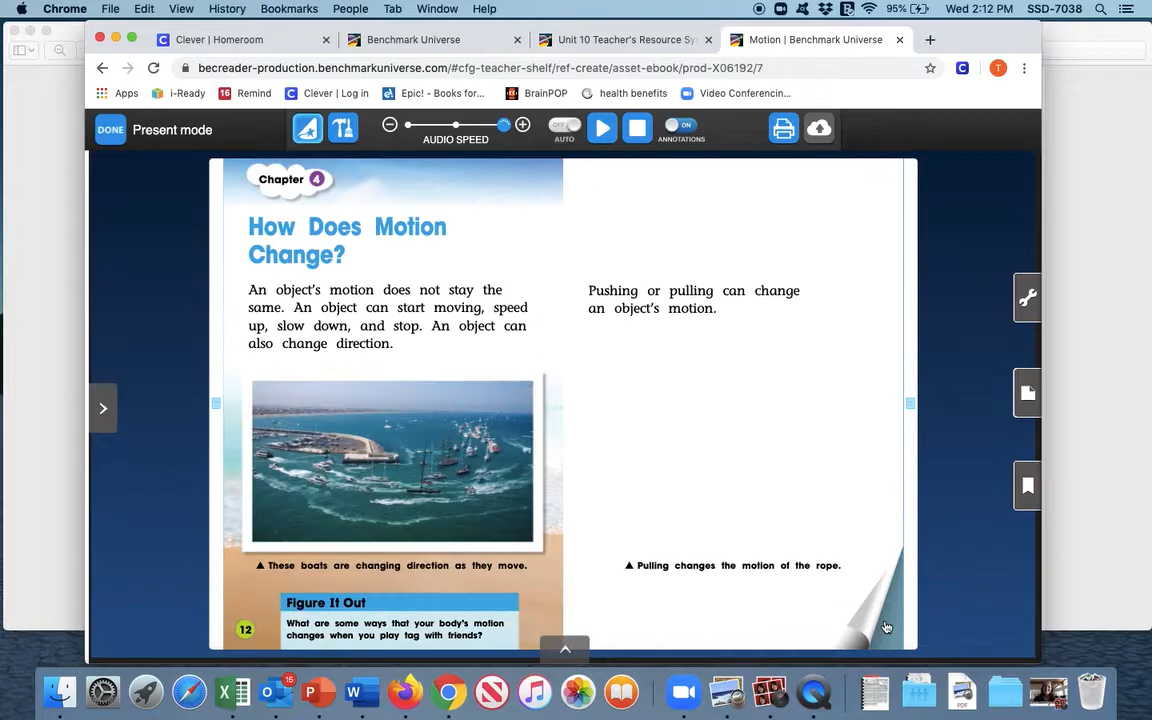 Chrome File Edit View History Bookmarks People Tab Window Help 95% Wed 2:12 PM SSD-7038
Clever | Homeroom Benchmark Universe Unit 10 Teacher's Resource Sy Motion | Benchmark Universe
becreader-production.benchmarkuniverse.com/#cfg-teacher-shelf/ref-create/asset-ebook/prod-X06192/7
T
Apps i-Ready 16 Remind Clever | Log in Epic! - Books for... BrainPOP health benefits Video Conferencin...
DONE Present mode
OFF
ON
AUDIO SPEED AUTO ANNOTATIONS
Chapter 4
How Does Motion
Change?
An object's motion does not stay the
same. An object can start moving, speed
up, slow down, and stop. An object can
also change direction.
▲ These boats are changing direction as they move.
Figure It Out
What are some ways that your body's motion
changes when you play tag with friends?
12
Pushing or pulling can change
an object's motion.
▲ Pulling changes the motion of the rope.
16
PDF